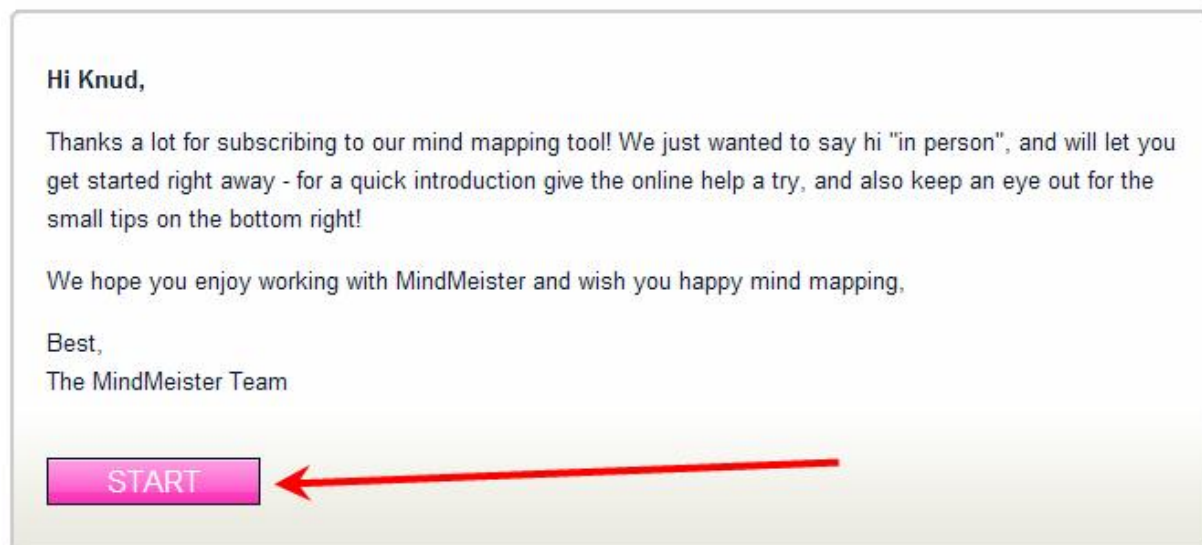 Hi Knud,
Thanks a lot for subscribing to our mind mapping tool! We just wanted to say hi "in person", and will let you
get started right away - for a quick introduction give the online help a try, and also keep an eye out for the
small tips on the bottom right!
We hope you enjoy working with MindMeister and wish you happy mind mapping,
Best,
The MindMeister Team
START